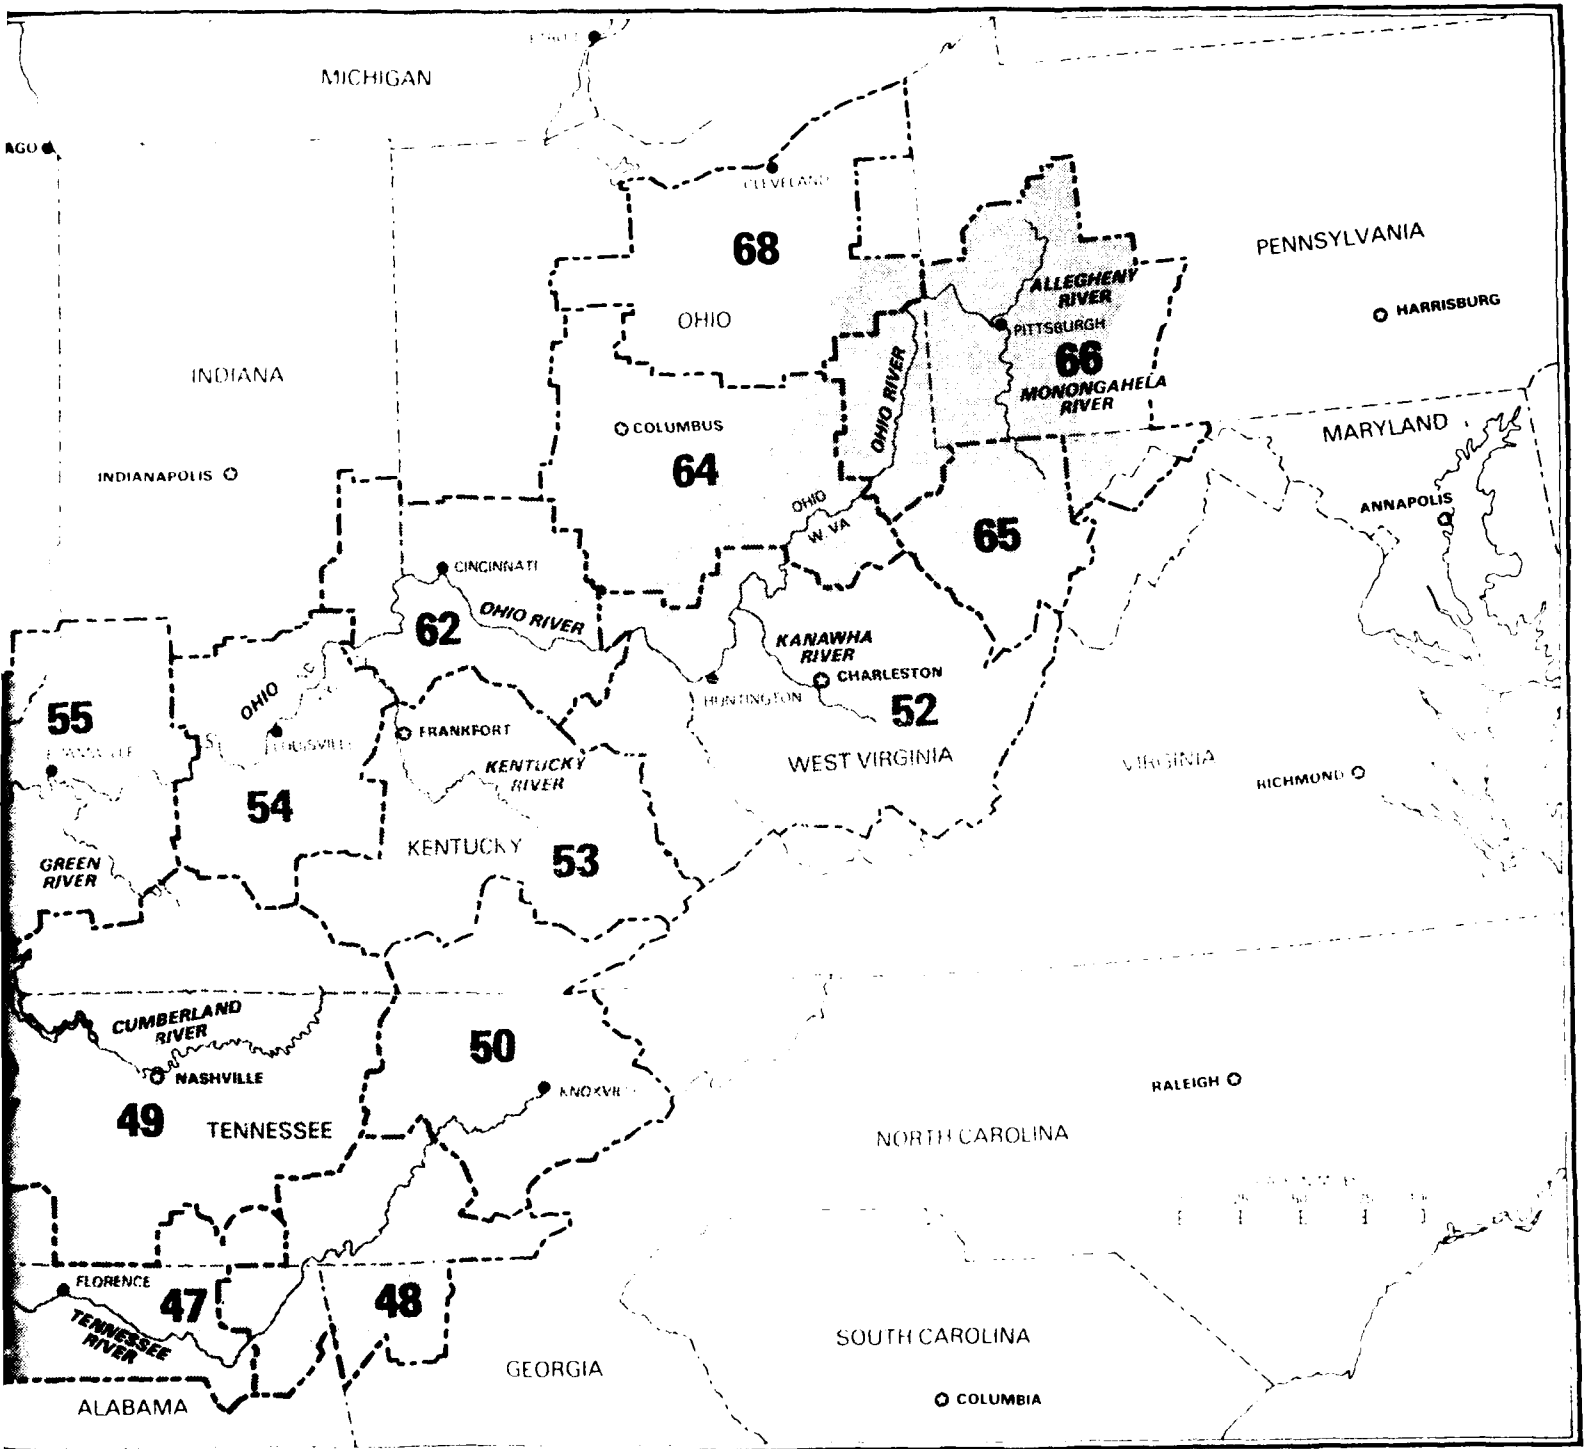 MICHIGAN
AGO
CLEVELAND
68
PENNSYLVANIA
ALLEGHENY
RIVER
HARRISBURG
OHIO
PITTSBURGH
66
INDIANA
MONONGAHELA
RIVER
OHIO RIVER
COLUMBUS
MARYLAND
INDIANAPOLIS
64
OHIO
W. VA
ANNAPOLIS
65
CINCINNATI
62
OHIO RIVER
KANAWHA
RIVER
CHARLESTON
OHIO
HUNTINGTON
52
55
FRANKFORT
LOUISVILLE
WEST VIRGINIA
VIRGINIA
KENTUCKY
RIVER
RICHMOND
54
KENTUCKY
53
GREEN
RIVER
CUMBERLAND
RIVER
50
NASHVILLE
RALEIGH
49
TENNESSEE
NORTH CAROLINA
FLORENCE
47
48
TENNESSEE
RIVER
SOUTH CAROLINA
GEORGIA
ALABAMA
COLUMBIA